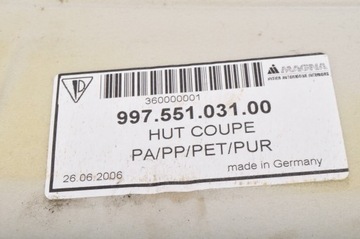 360000001
997.551.031.00
HUT COUPE
PA/PP/PET/PUR
26.06.2006 made in Germany